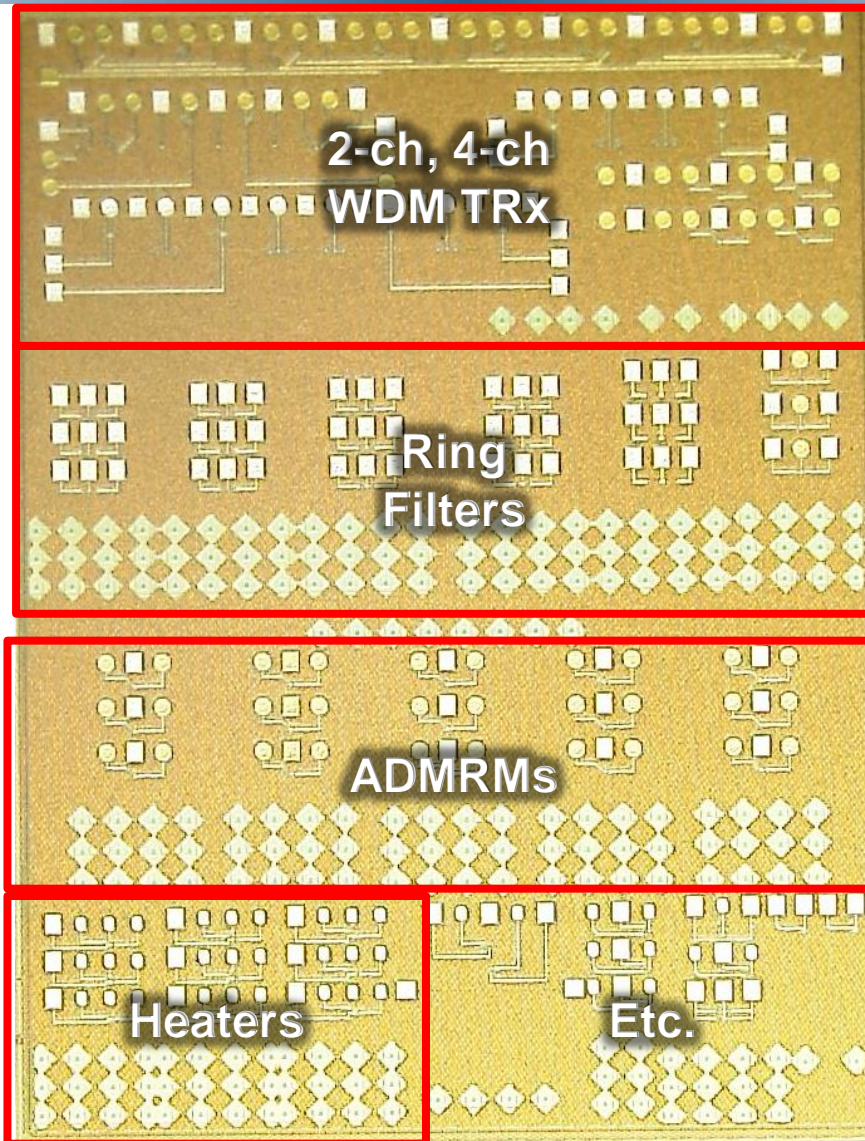 2-ch, 4-ch
WDM TRx
Ring
Filters
ADMRMs
Heaters
Etc.